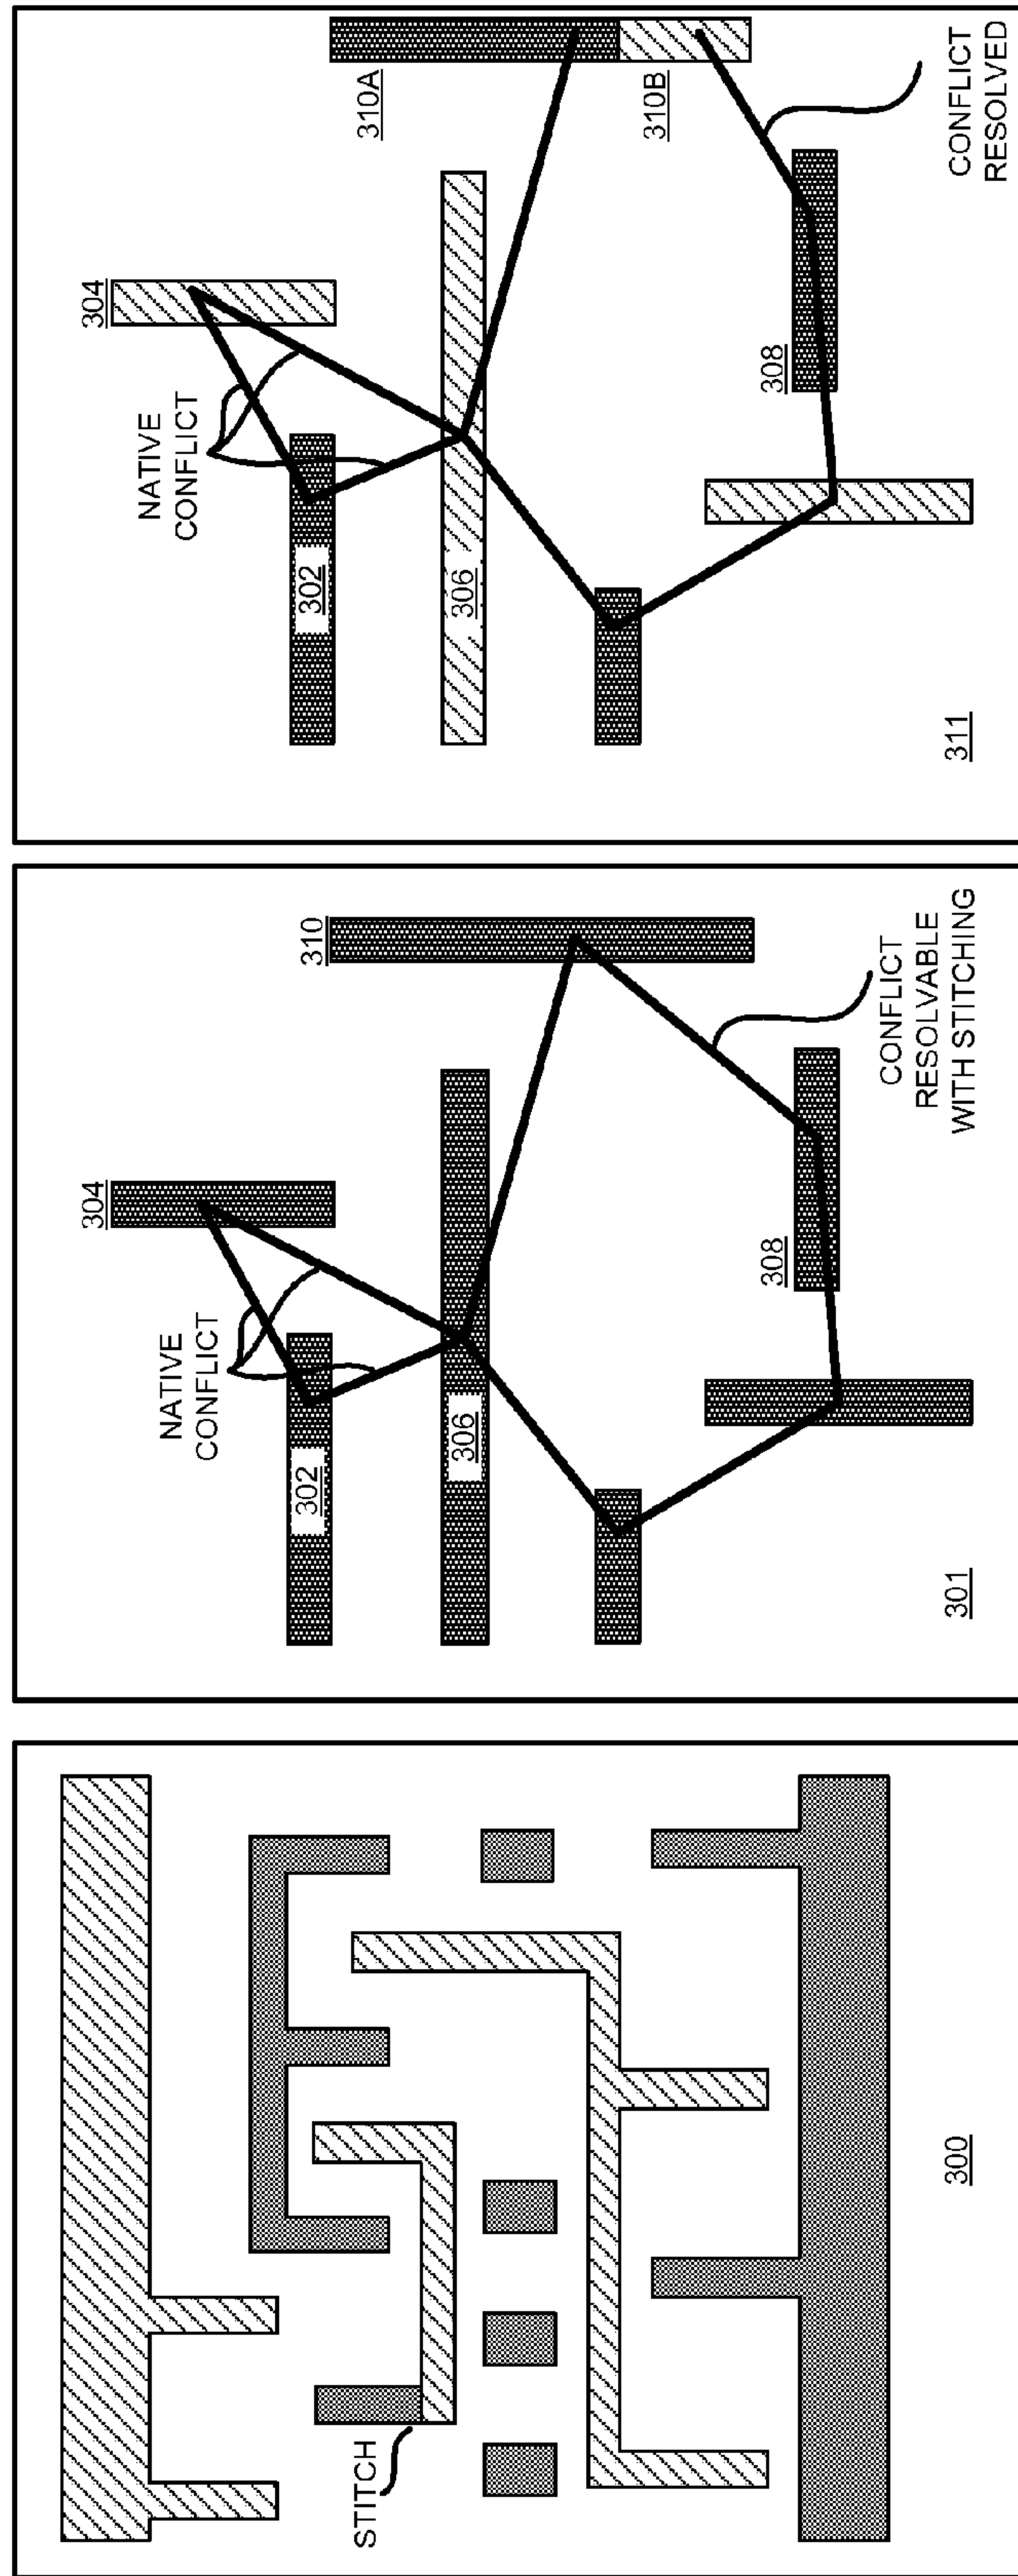 STITCH
300
NATIVE
CONFLICT
302
304
306
308
310
CONFLICT
RESOLVABLE
WITH STITCHING
301
NATIVE
CONFLICT
302
304
306
308
310A
310B
CONFLICT
RESOLVED
311